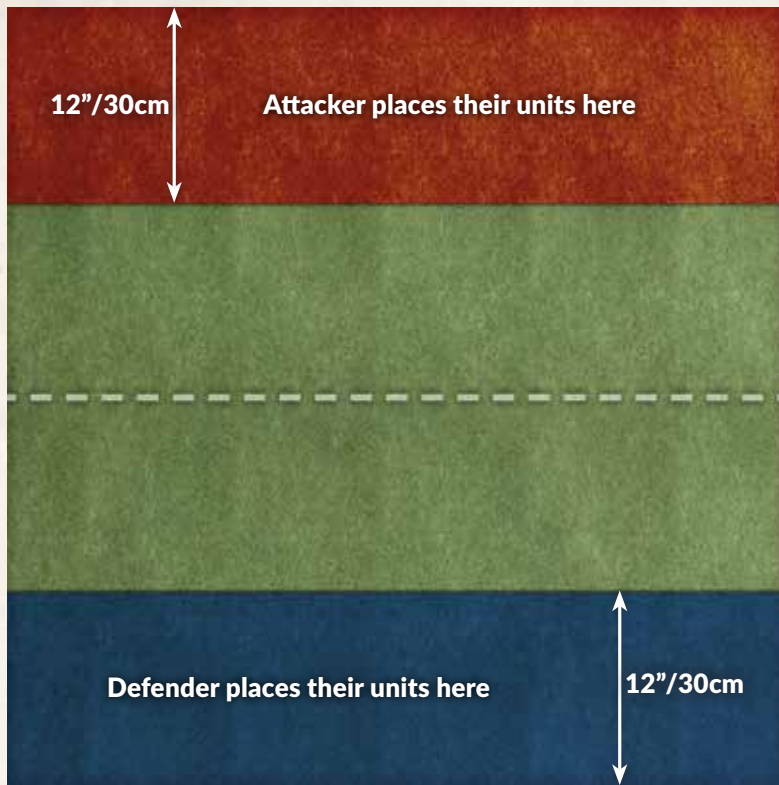 12”/30cm
Attacker places their units here
Defender places their units here
12”/30cm